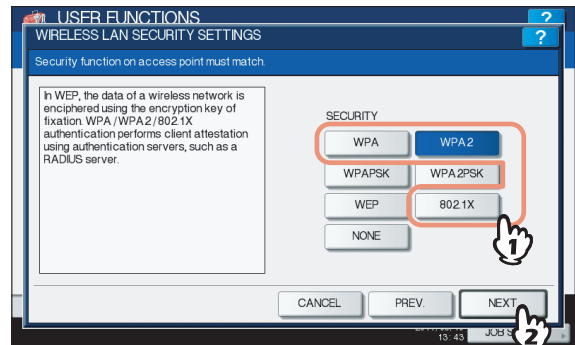 USER FUNCTIONS
?
WIRELESS LAN SECURITY SETTINGS
?
Security function on access point must match.
In WEP, the data of a wireless network is
enciphered using the encryption key of
fixation. WPA/WPA2/802.1X
authentication performs client attestation
using authentication servers, such as a
RADIUS server.
SECURITY
WPA WPA2
WPAPSK WPA2PSK
WEP 802.1X
NONE
1
CANCEL PREV. NEXT
2
13:43
JOB S